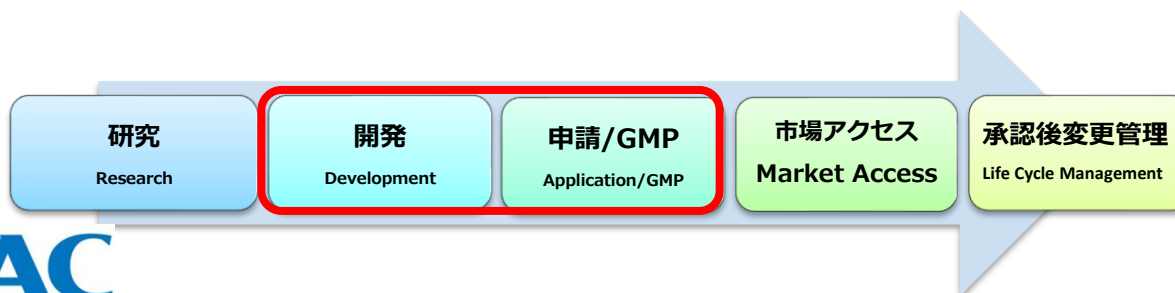 研究
Research
開発
Development
申請/GMP
Application/GMP
市場アクセス
Market Access
承認後変更管理
Life Cycle Management
AC